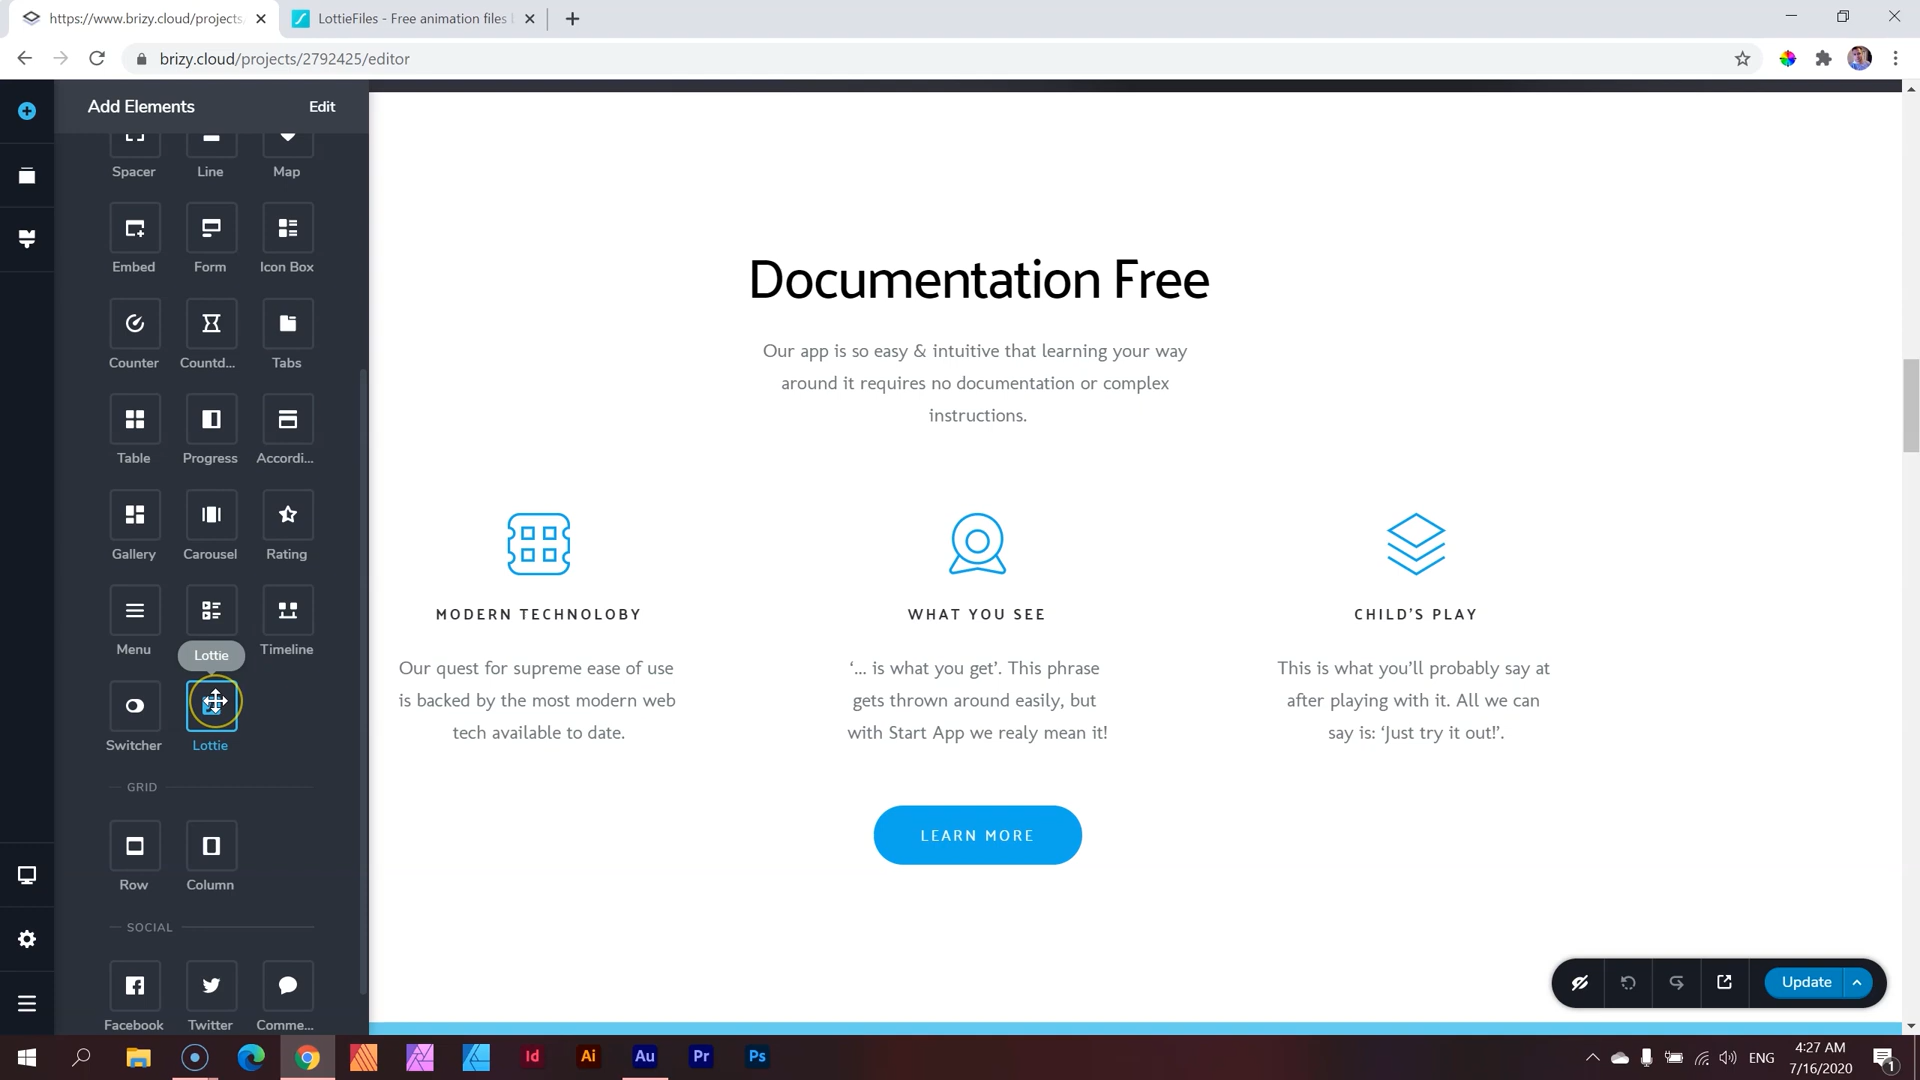 https://www.brizy.cloud/projects
LottieFiles - Free animation files
brizy.cloud/projects/2792425/editor
Add Elements
Edit
Spacer
Line
Map
Embed
Form
Icon Box
Counter
Countd...
Tabs
Table
Progress
Accordi...
Gallery
Carousel
Rating
Menu
Lottie
Timeline
Switcher
Lottie
GRID
Row
Column
SOCIAL
Facebook
Twitter
Comme...
Documentation Free
Our app is so easy & intuitive that learning your way
around it requires no documentation or complex
instructions.
MODERN TECHNOLOBY
Our quest for supreme ease of use
is backed by the most modern web
tech available to date.
WHAT YOU SEE
‘... is what you get’. This phrase
gets thrown around easily, but
with Start App we realy mean it!
CHILD’S PLAY
This is what you’ll probably say at
after playing with it. All we can
say is: ‘Just try it out!’.
LEARN MORE
Update
Id
Ai
Au
Pr
Ps
ENG
4:27 AM
7/16/2020
1